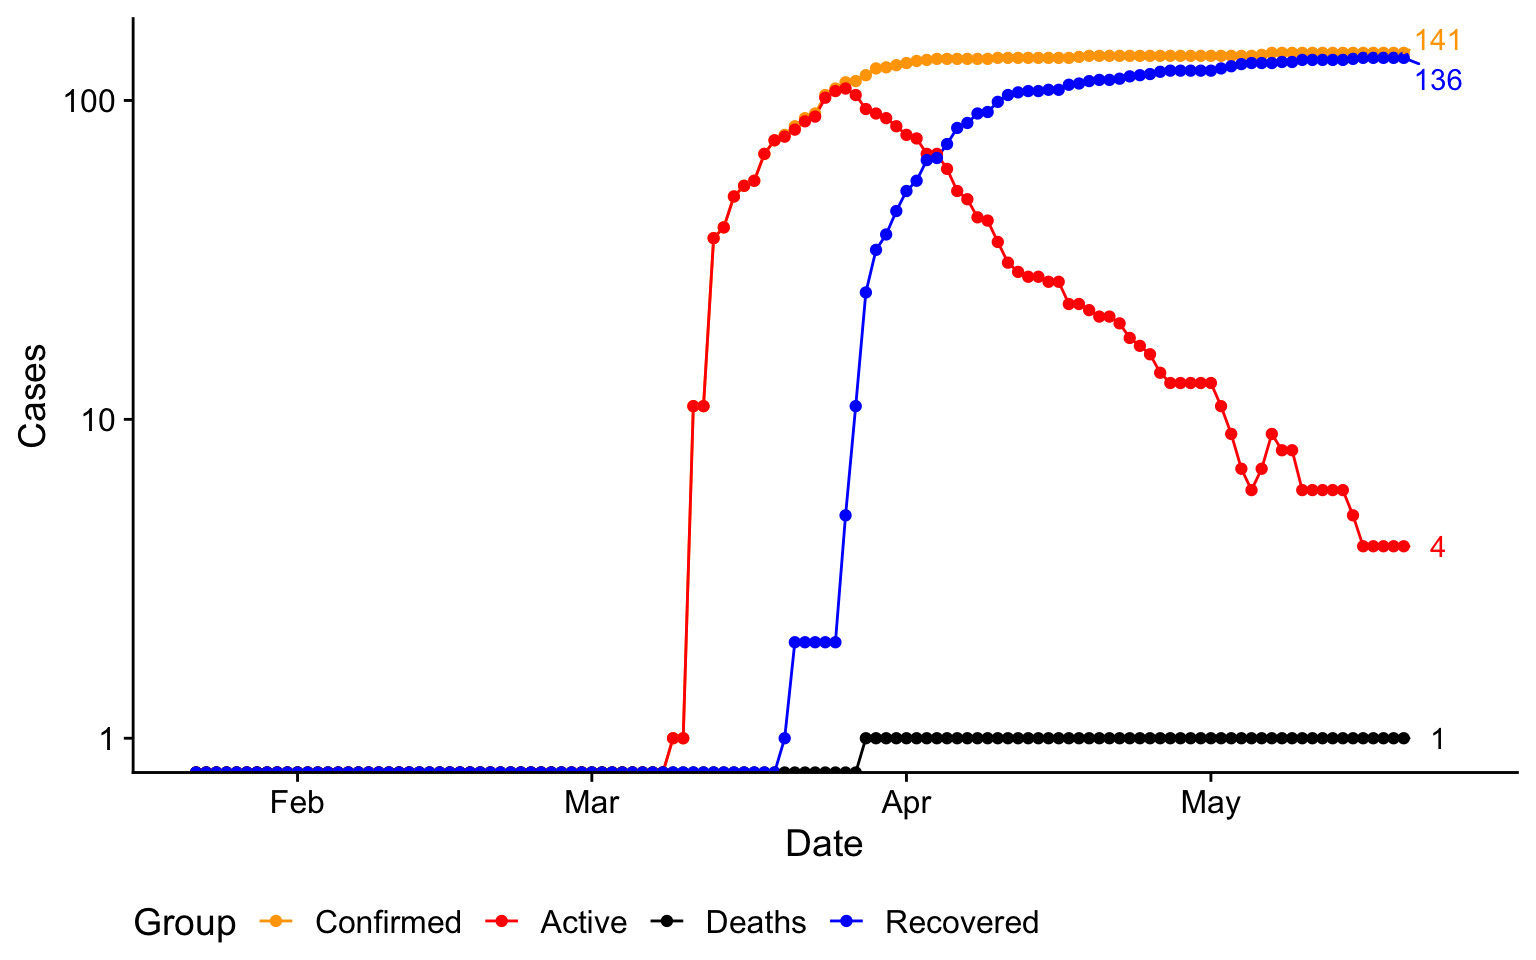 141
136
100
10
4
1
1
Cases
Feb Mar Apr May
Date
Group Confirmed Active Deaths Recovered